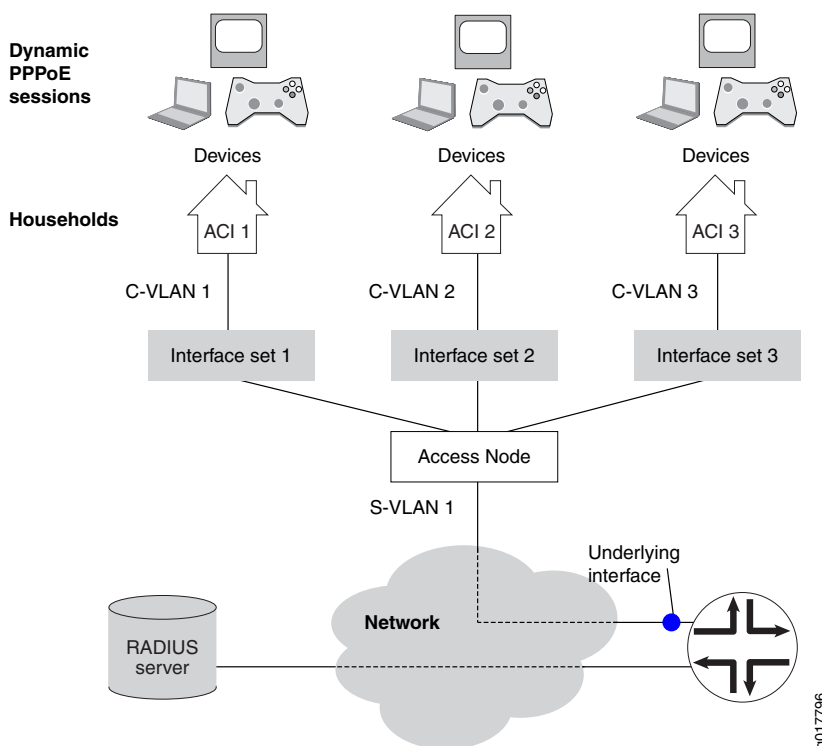 Dynamic
PPPoE
sessions
Devices
Devices
Devices
Households
ACI 1
ACI 2
ACI 3
C-VLAN 1
C-VLAN 2
C-VLAN 3
Interface set 1
Interface set 2
Interface set 3
Access Node
S-VLAN 1
Underlying
interface
Network
RADIUS
server
g017796